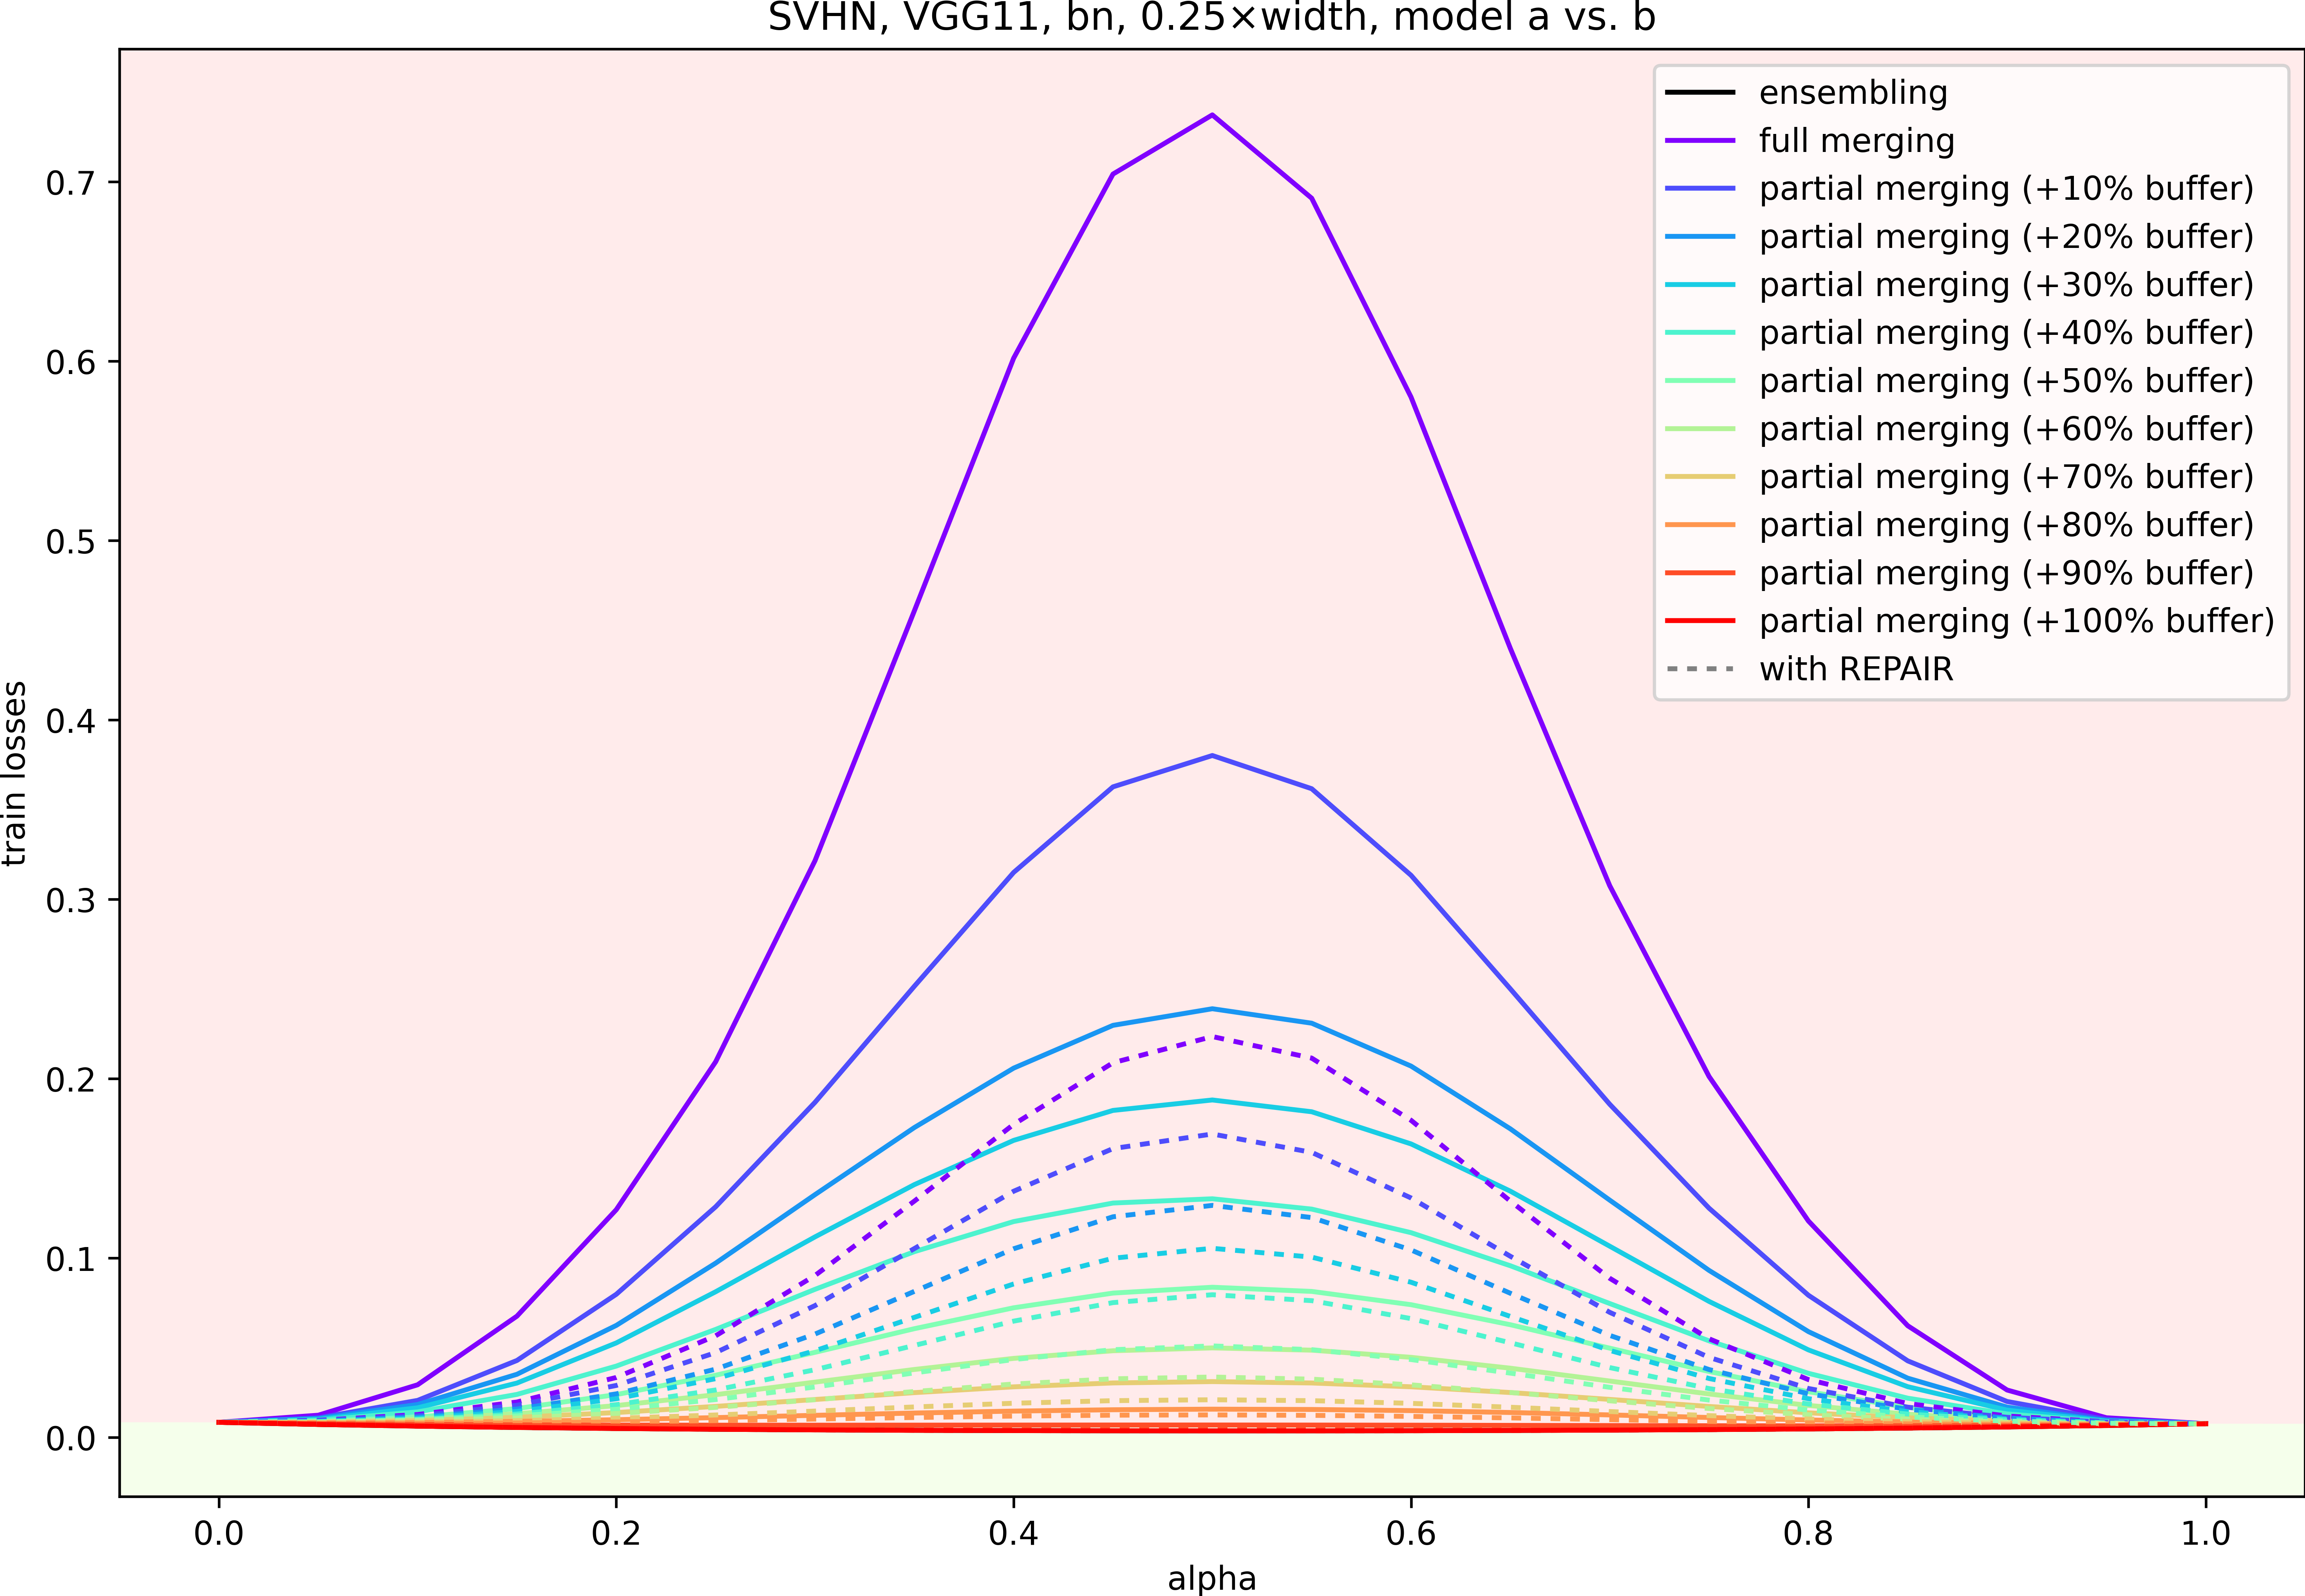 SVHN, VGG11, bn, 0.25×width, model a vs. b
ensembling
full merging
partial merging (+10% buffer)
partial merging (+20% buffer)
partial merging (+30% buffer)
partial merging (+40% buffer)
partial merging (+50% buffer)
partial merging (+60% buffer)
partial merging (+70% buffer)
partial merging (+80% buffer)
partial merging (+90% buffer)
partial merging (+100% buffer)
with REPAIR
train losses
0.7
0.6
0.5
0.4
0.3
0.2
0.1
0.0
0.0 0.2 0.4 0.6 0.8 1.0
alpha